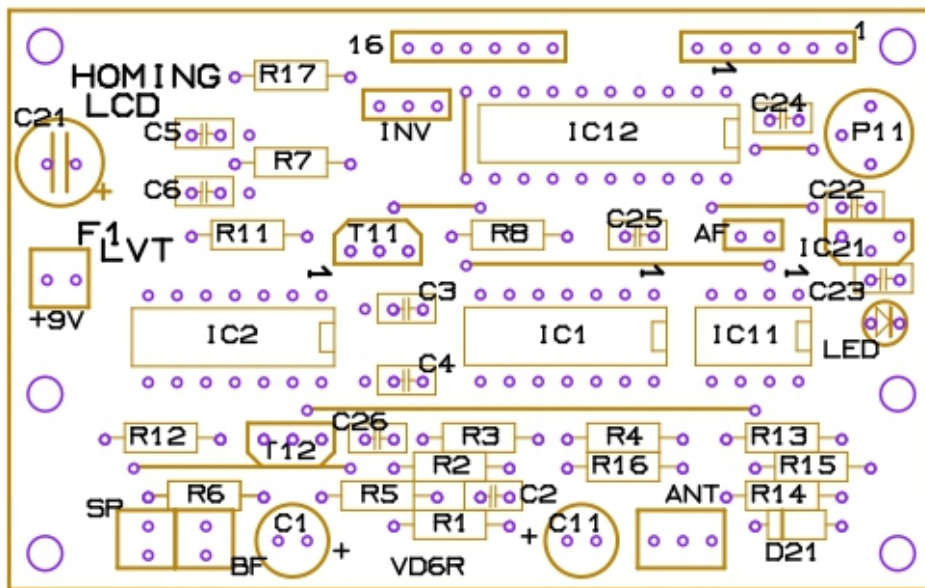 16
1
HOMING
LCD
R17
1
C21
C5
INV
IC12
C24
P11
R7
C6
+
C22
F1
LVT
R11
T11
R8
C25
AF
IC21
1
1
1
C3
C23
+9V
IC2
IC1
IC11
LED
C4
C26
R12
T12
R3
R4
R13
R2
R16
R15
SP
R6
R5
C2
ANT
R14
C1
+
R1
+
C11
D21
BF
VD6R